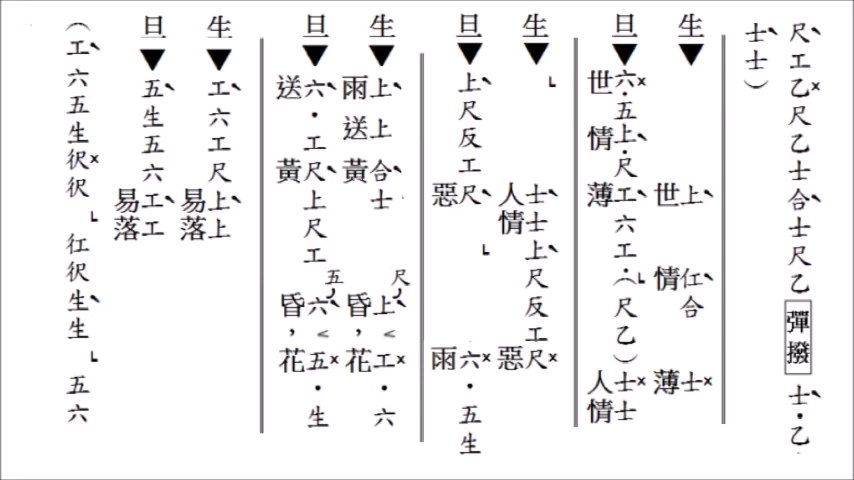 尺、工乙×尺乙士合、士尺乙 彈撥 士、．乙
士、士）
生▼ 世上、情仜、合 薄士×
旦▼ 世六×．五情上、．尺薄工、六工．（└尺乙）人士×情士
生▼ └ 人士、情士上、尺反工惡尺×
旦▼ 上、尺反工惡尺、└ 雨六×．五生
生▼ 雨上、送上黃合、士 尺昏上、，＜花工×．六
旦▼ 送六、．工黃尺、上尺工 五昏六、，＜花五×．生
生▼ 工、六工尺易上、落上
旦▼ 五、生五六易工、落工
（工、六五生伬×伬 └ 仜伬生、生 └ 五六